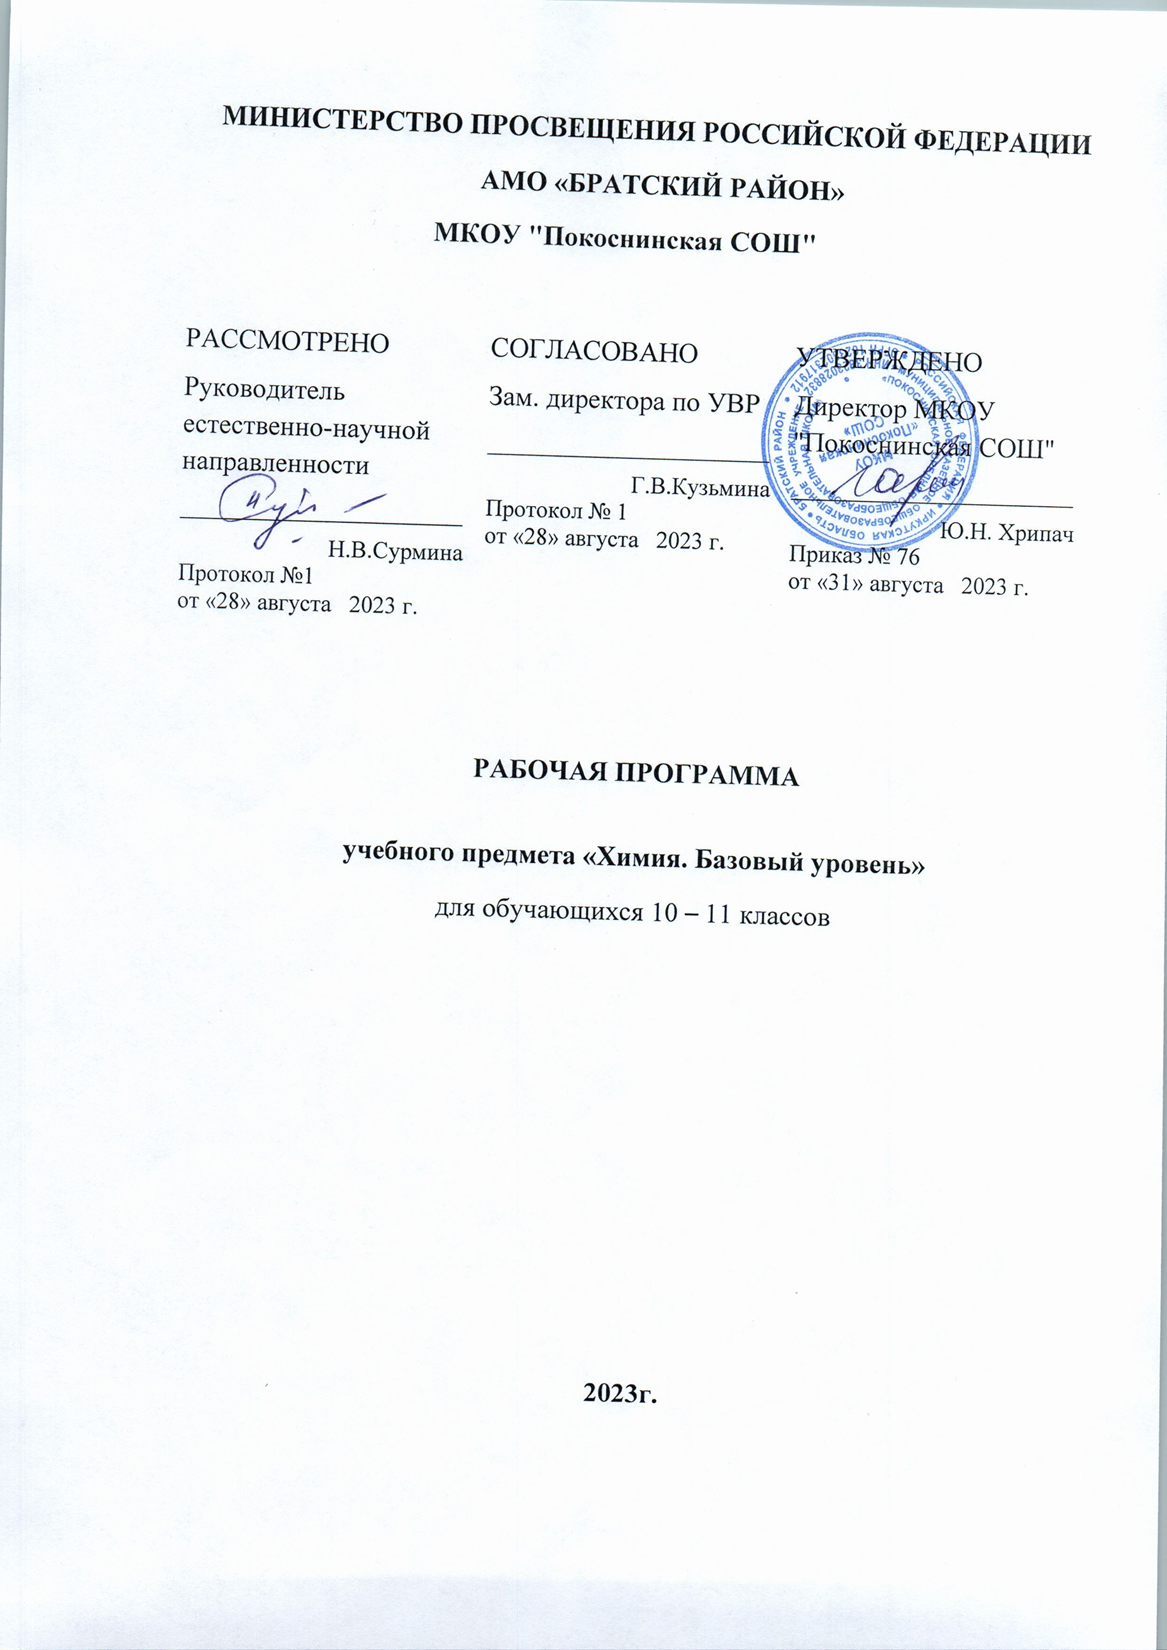 МИНИСТЕРСТВО ПРОСВЕЩЕНИЯ РОССИЙСКОЙ ФЕДЕРАЦИИ
АМО «БРАТСКИЙ РАЙОН»
МКОУ "Покоснинская СОШ"
РАССМОТРЕНО
Руководитель
естественно-научной
направленности
Н.В.Сурмина
Протокол №1
от «28» августа 2023 г.
СОГЛАСОВАНО
Зам. директора по УВР
Г.В.Кузьмина
Протокол № 1
от «28» августа 2023 г.
УТВЕРЖДЕНО
Директор МКОУ
"Покоснинская СОШ"
Ю.Н. Хрипач
Приказ № 76
от «31» августа 2023 г.
МКОУ
«Покоснинская
СОШ»
РАБОЧАЯ ПРОГРАММА
учебного предмета «Химия. Базовый уровень»
для обучающихся 10 – 11 классов
2023г.